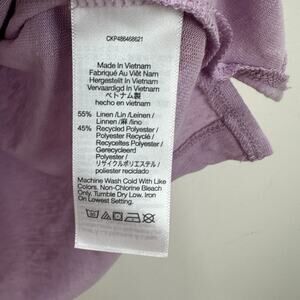 CKP486468621
Made In Vietnam
Fabriqué Au Viet Nam
Hergestellt In Vietnam
Vervaardigd In Vietnam
ベトナム製
hecho en vietnam
55% Linen /Lin /Leinen /
Linnen /麻 /lino
45% Recycled Polyester /
Polyester Recyclé /
Recyceltes Polyester /
Gerecycleerd
Polyester /
リサイクルポリエステル /
poliester reciclado
Machine Wash Cold With Like
Colors. Non-Chlorine Bleach
Only. Tumble Dry Low. Iron
On Lowest Setting.